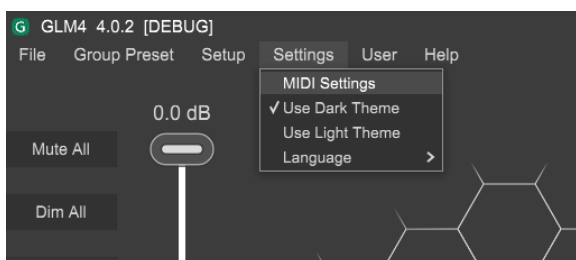 G GLM4 4.0.2 [DEBUG]
File Group Preset Setup Settings User Help
MIDI Settings
✓ Use Dark Theme
Use Light Theme
Language >
0.0 dB
Mute All
Dim All